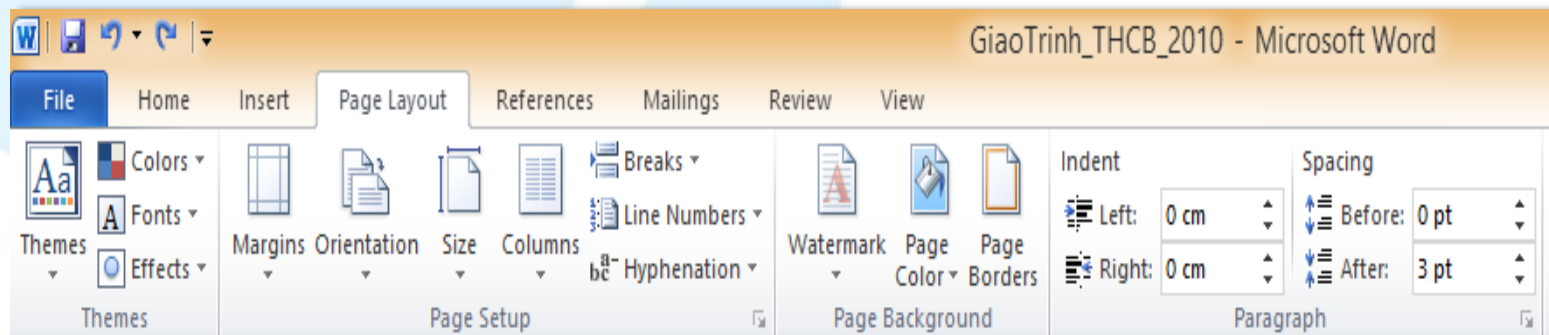 GiaoTrinh_THCB_2010 - Microsoft Word
File Home Insert Page Layout References Mailings Review View
Aa Colors Breaks Indent Spacing
A Fonts Line Numbers A Left: 0 cm Before: 0 pt
Themes Margins Orientation Size Columns Watermark Page Color Page Borders
Effects Hyphenation Right: 0 cm After: 3 pt
Themes Page Setup Page Background Paragraph